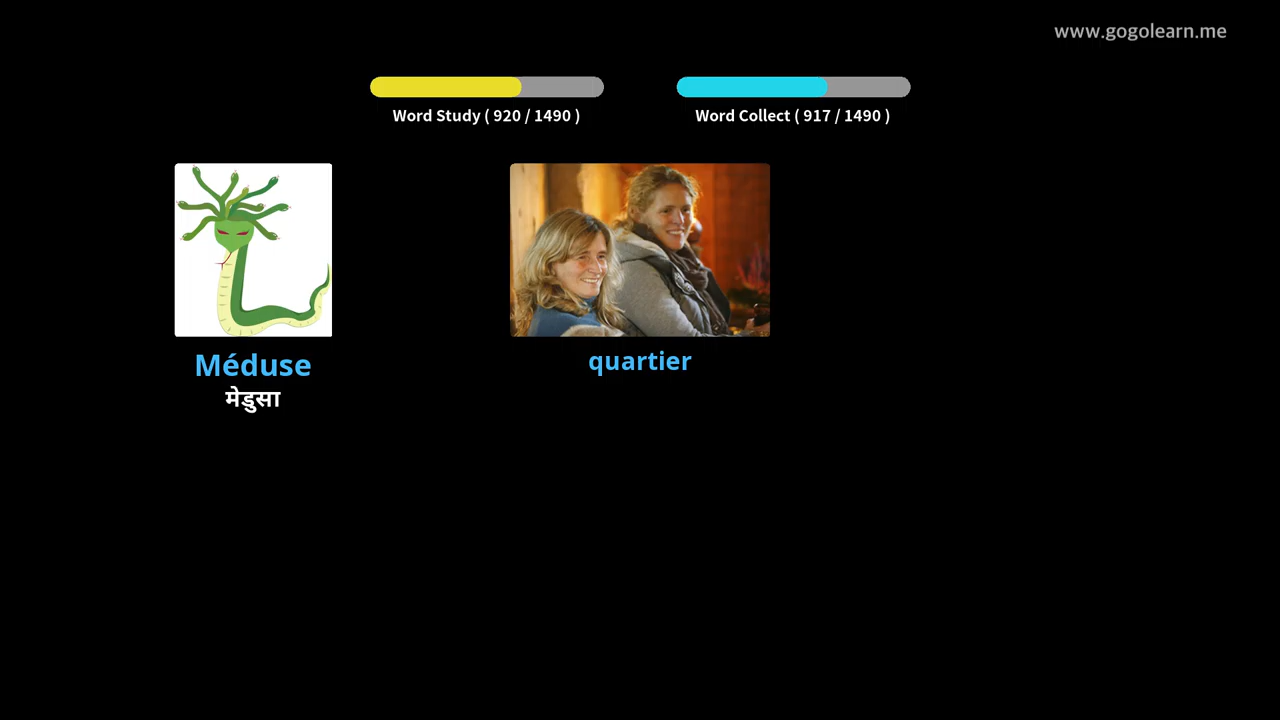 www.gogolearn.me
Word Study ( 920 / 1490 )
Word Collect ( 917 / 1490 )
Méduse
मेडुसा
quartier